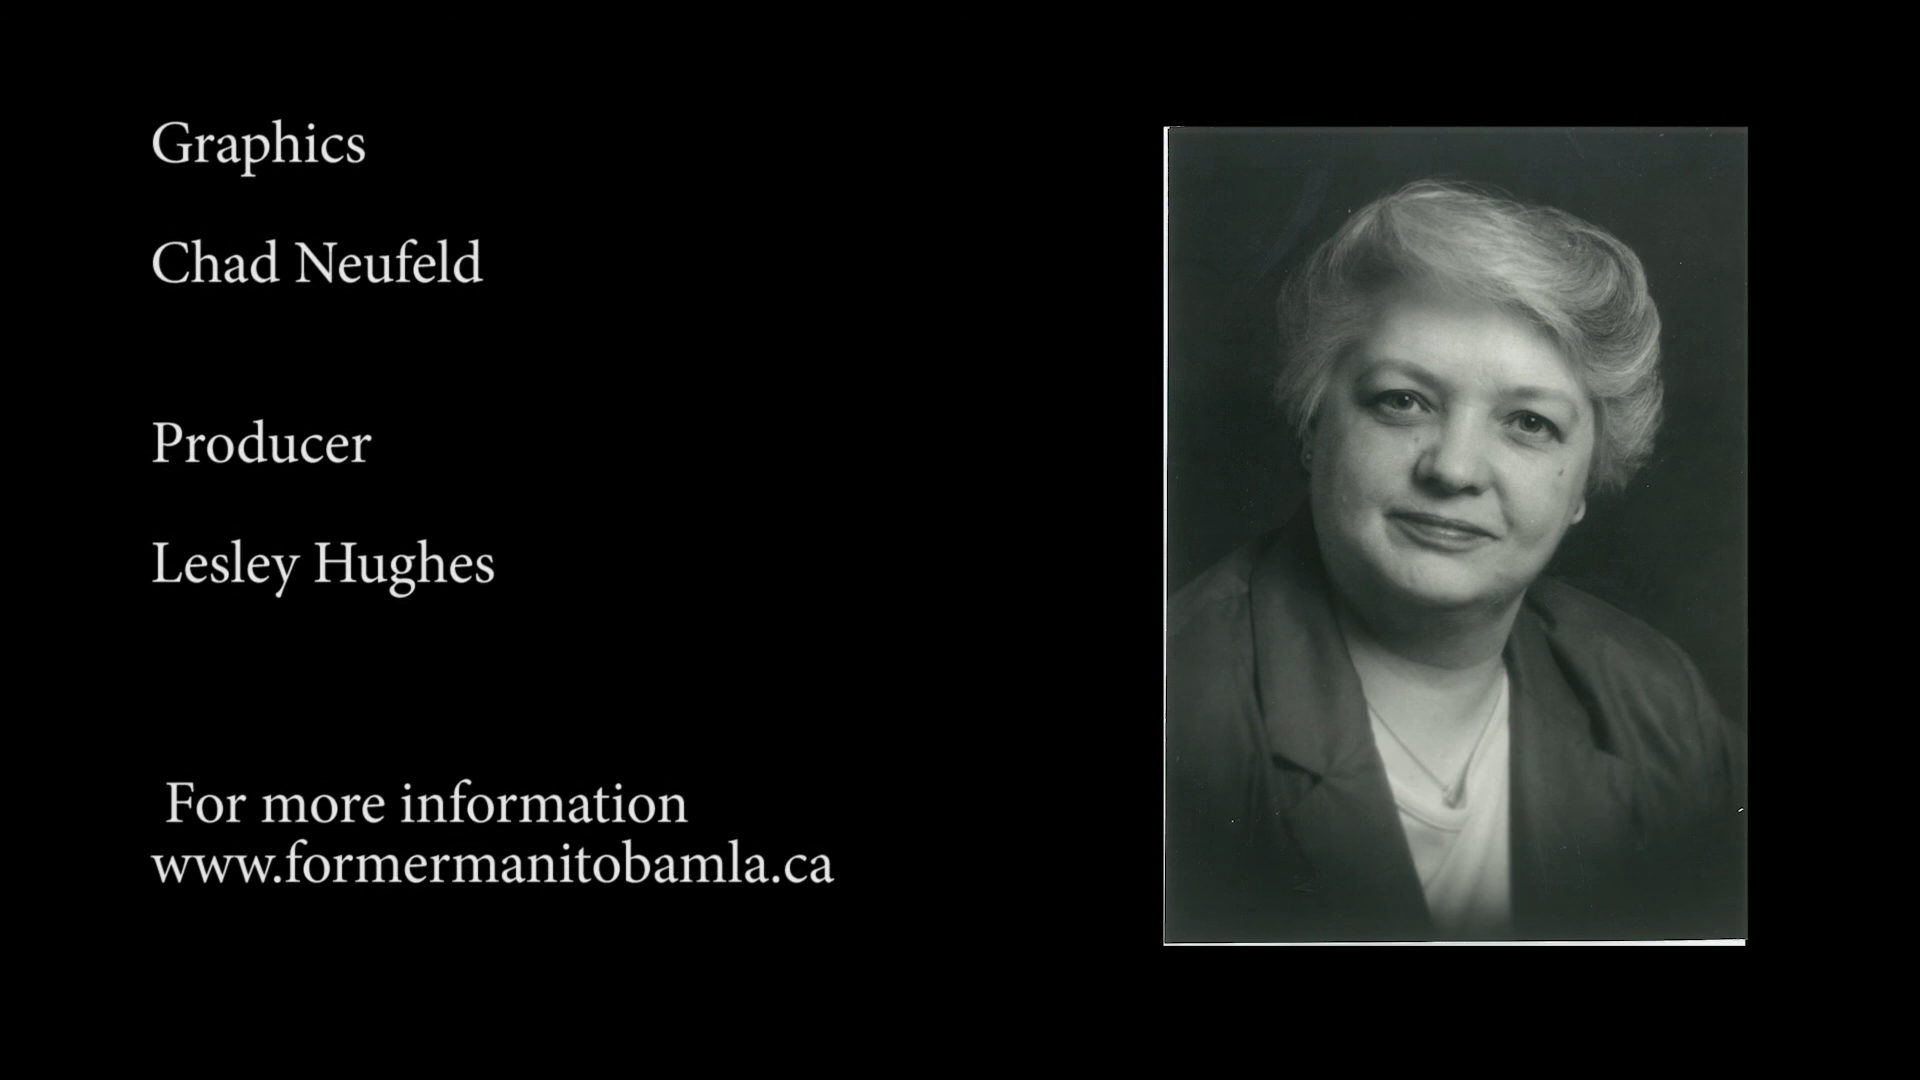 Graphics
Chad Neufeld
Producer
Lesley Hughes
For more information
www.formermanitobamla.ca